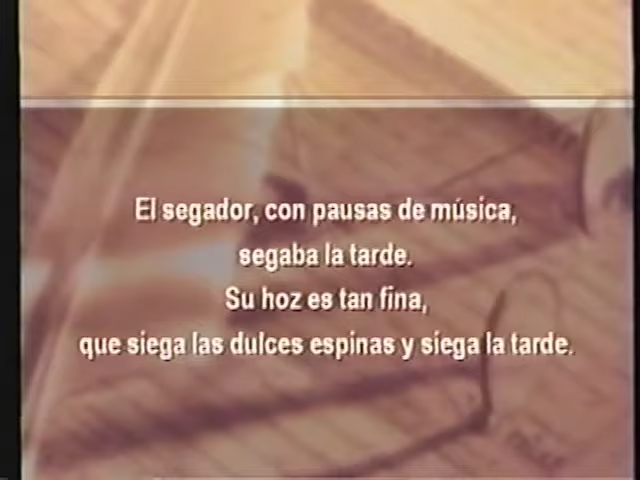 El segador, con pausas de música,
segaba la tarde.
Su hoz es tan fina,
que siega las dulces espinas y siega la tarde.